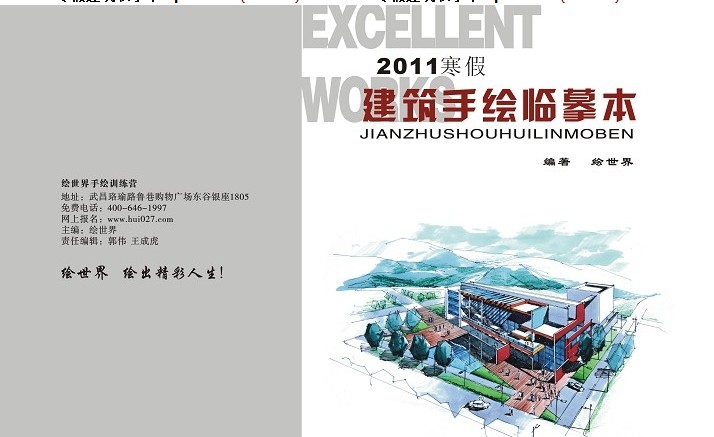 EXCELLENT
WORKS
2011寒假
建筑手绘临摹本
JIANZHUSHOUHUILINMOBEN
编著 绘世界
绘世界手绘训练营
地址：武昌珞瑜路鲁巷购物广场东谷银座1805
免费电话：400-646-1997
网上报名：www.hui027.com
主编：绘世界
责任编辑：郭伟 王成虎
绘世界 绘出精彩人生！